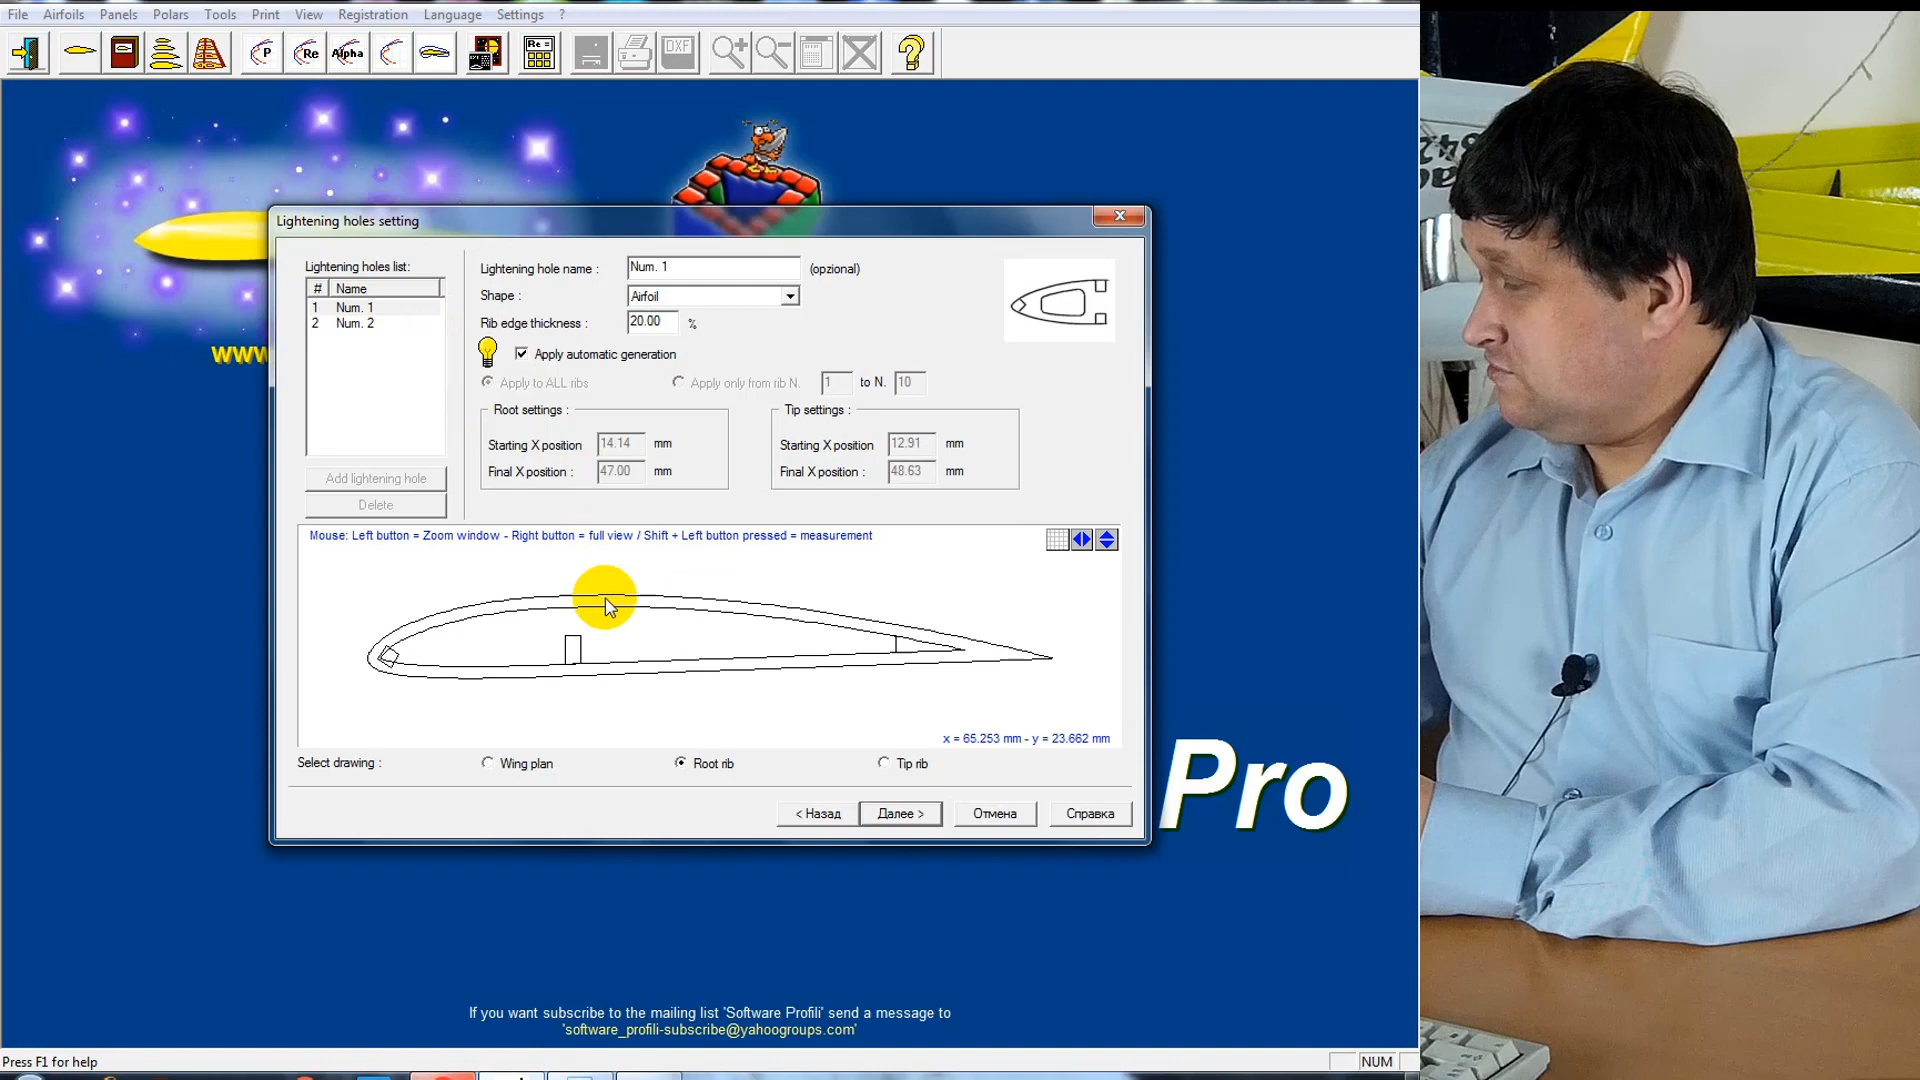 File Airfoils Panels Polars Tools Print View Registration Language Settings ?
P Re Alpha Re = DXF ?
www
Lightening holes setting
Lightening holes list:
# Name
1 Num. 1
2 Num. 2
Add lightening hole
Delete
Lightening hole name : Num. 1 (opzional)
Shape : Airfoil
Rib edge thickness : 20.00 %
Apply automatic generation
Apply to ALL ribs Apply only from rib N. 1 to N. 10
Root settings :
Starting X position 14.14 mm
Final X position : 47.00 mm
Tip settings :
Starting X position 12.91 mm
Final X position : 48.63 mm
Mouse: Left button = Zoom window - Right button = full view / Shift + Left button pressed = measurement
x = 65.253 mm - y = 23.662 mm
Select drawing : Wing plan Root rib Tip rib
< Назад Далее > Отмена Справка
Pro
If you want subscribe to the mailing list 'Software Profili' send a message to
'software_profili-subscribe@yahoogroups.com'
Press F1 for help NUM